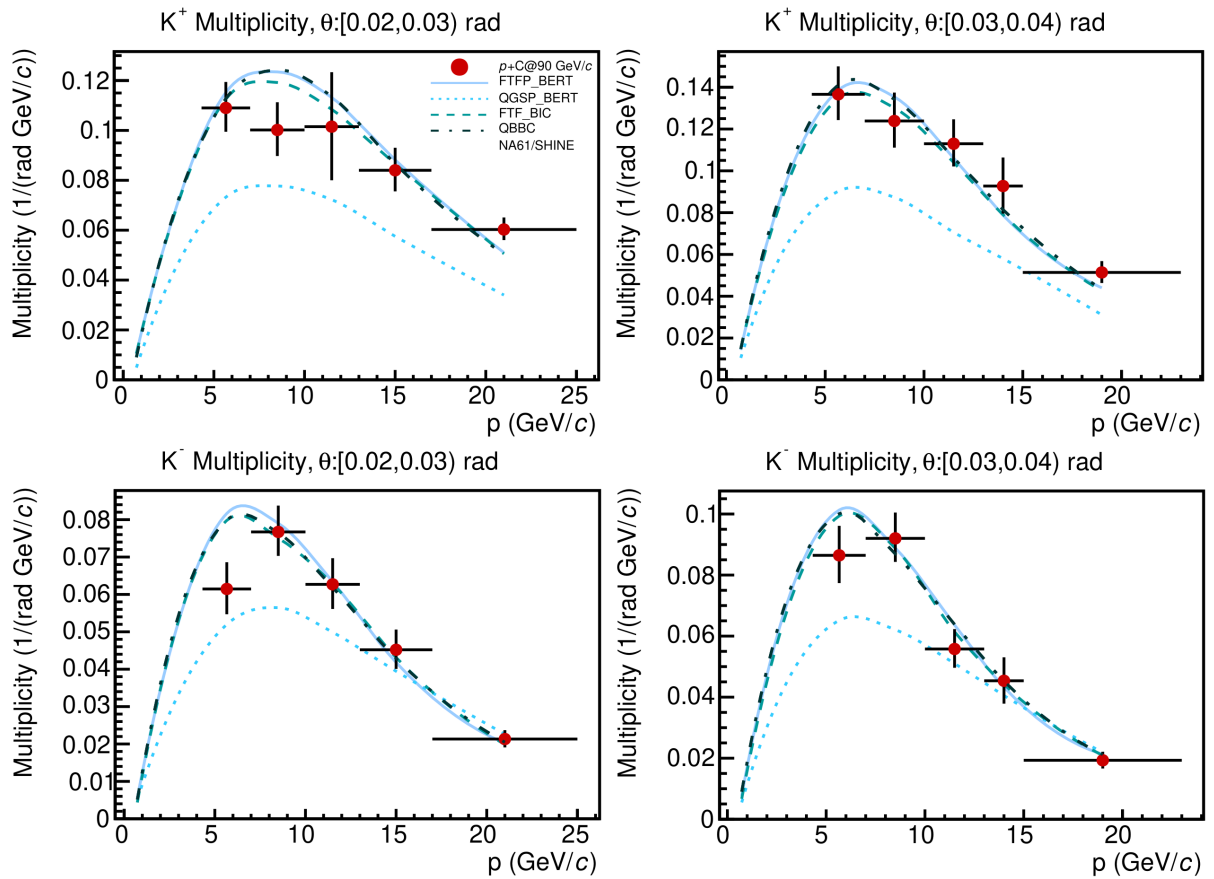 K⁺ Multiplicity, θ:[0.02,0.03) rad
Multiplicity (1/(rad GeV/c))
0.12
0.1
0.08
0.06
0.04
0.02
0
0 5 10 15 20 25
p (GeV/c)
p+C@90 GeV/c
FTFP_BERT
QGSP_BERT
FTF_BIC
QBBC
NA61/SHINE
K⁺ Multiplicity, θ:[0.03,0.04) rad
Multiplicity (1/(rad GeV/c))
0.14
0.12
0.1
0.08
0.06
0.04
0.02
0
0 5 10 15 20
p (GeV/c)
K⁻ Multiplicity, θ:[0.02,0.03) rad
Multiplicity (1/(rad GeV/c))
0.08
0.07
0.06
0.05
0.04
0.03
0.02
0.01
0
0 5 10 15 20 25
p (GeV/c)
K⁻ Multiplicity, θ:[0.03,0.04) rad
Multiplicity (1/(rad GeV/c))
0.1
0.08
0.06
0.04
0.02
0
0 5 10 15 20
p (GeV/c)